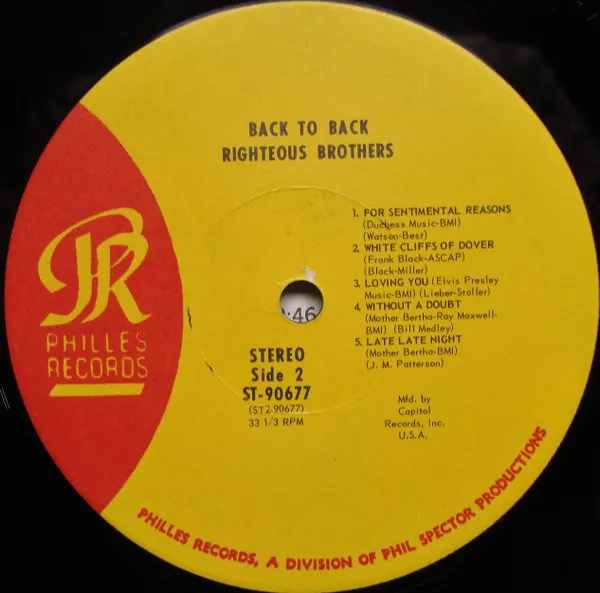 BACK TO BACK
RIGHTEOUS BROTHERS
1. FOR SENTIMENTAL REASONS
(Duchess Music-BMI)
(Watson-Best)
2. WHITE CLIFFS OF DOVER
(Frank Black-ASCAP)
(Black-Miller)
3. LOVING YOU (Elvis Presley
Music-BMI) (Lieber-Stoller)
4. WITHOUT A DOUBT
(Mother Bertha-Ray Maxwell-
BMI) (Bill Medley)
5. LATE LATE NIGHT
(Mother Bertha-BMI)
(J. M. Patterson)
PR
PHILLES
RECORDS
:46
STEREO
Side 2
ST-90677
(ST2-90677)
33 1/3 RPM
Mfd. by
Capitol
Records, Inc.
U.S.A.
PHILLES RECORDS, A DIVISION OF PHIL SPECTOR PRODUCTIONS